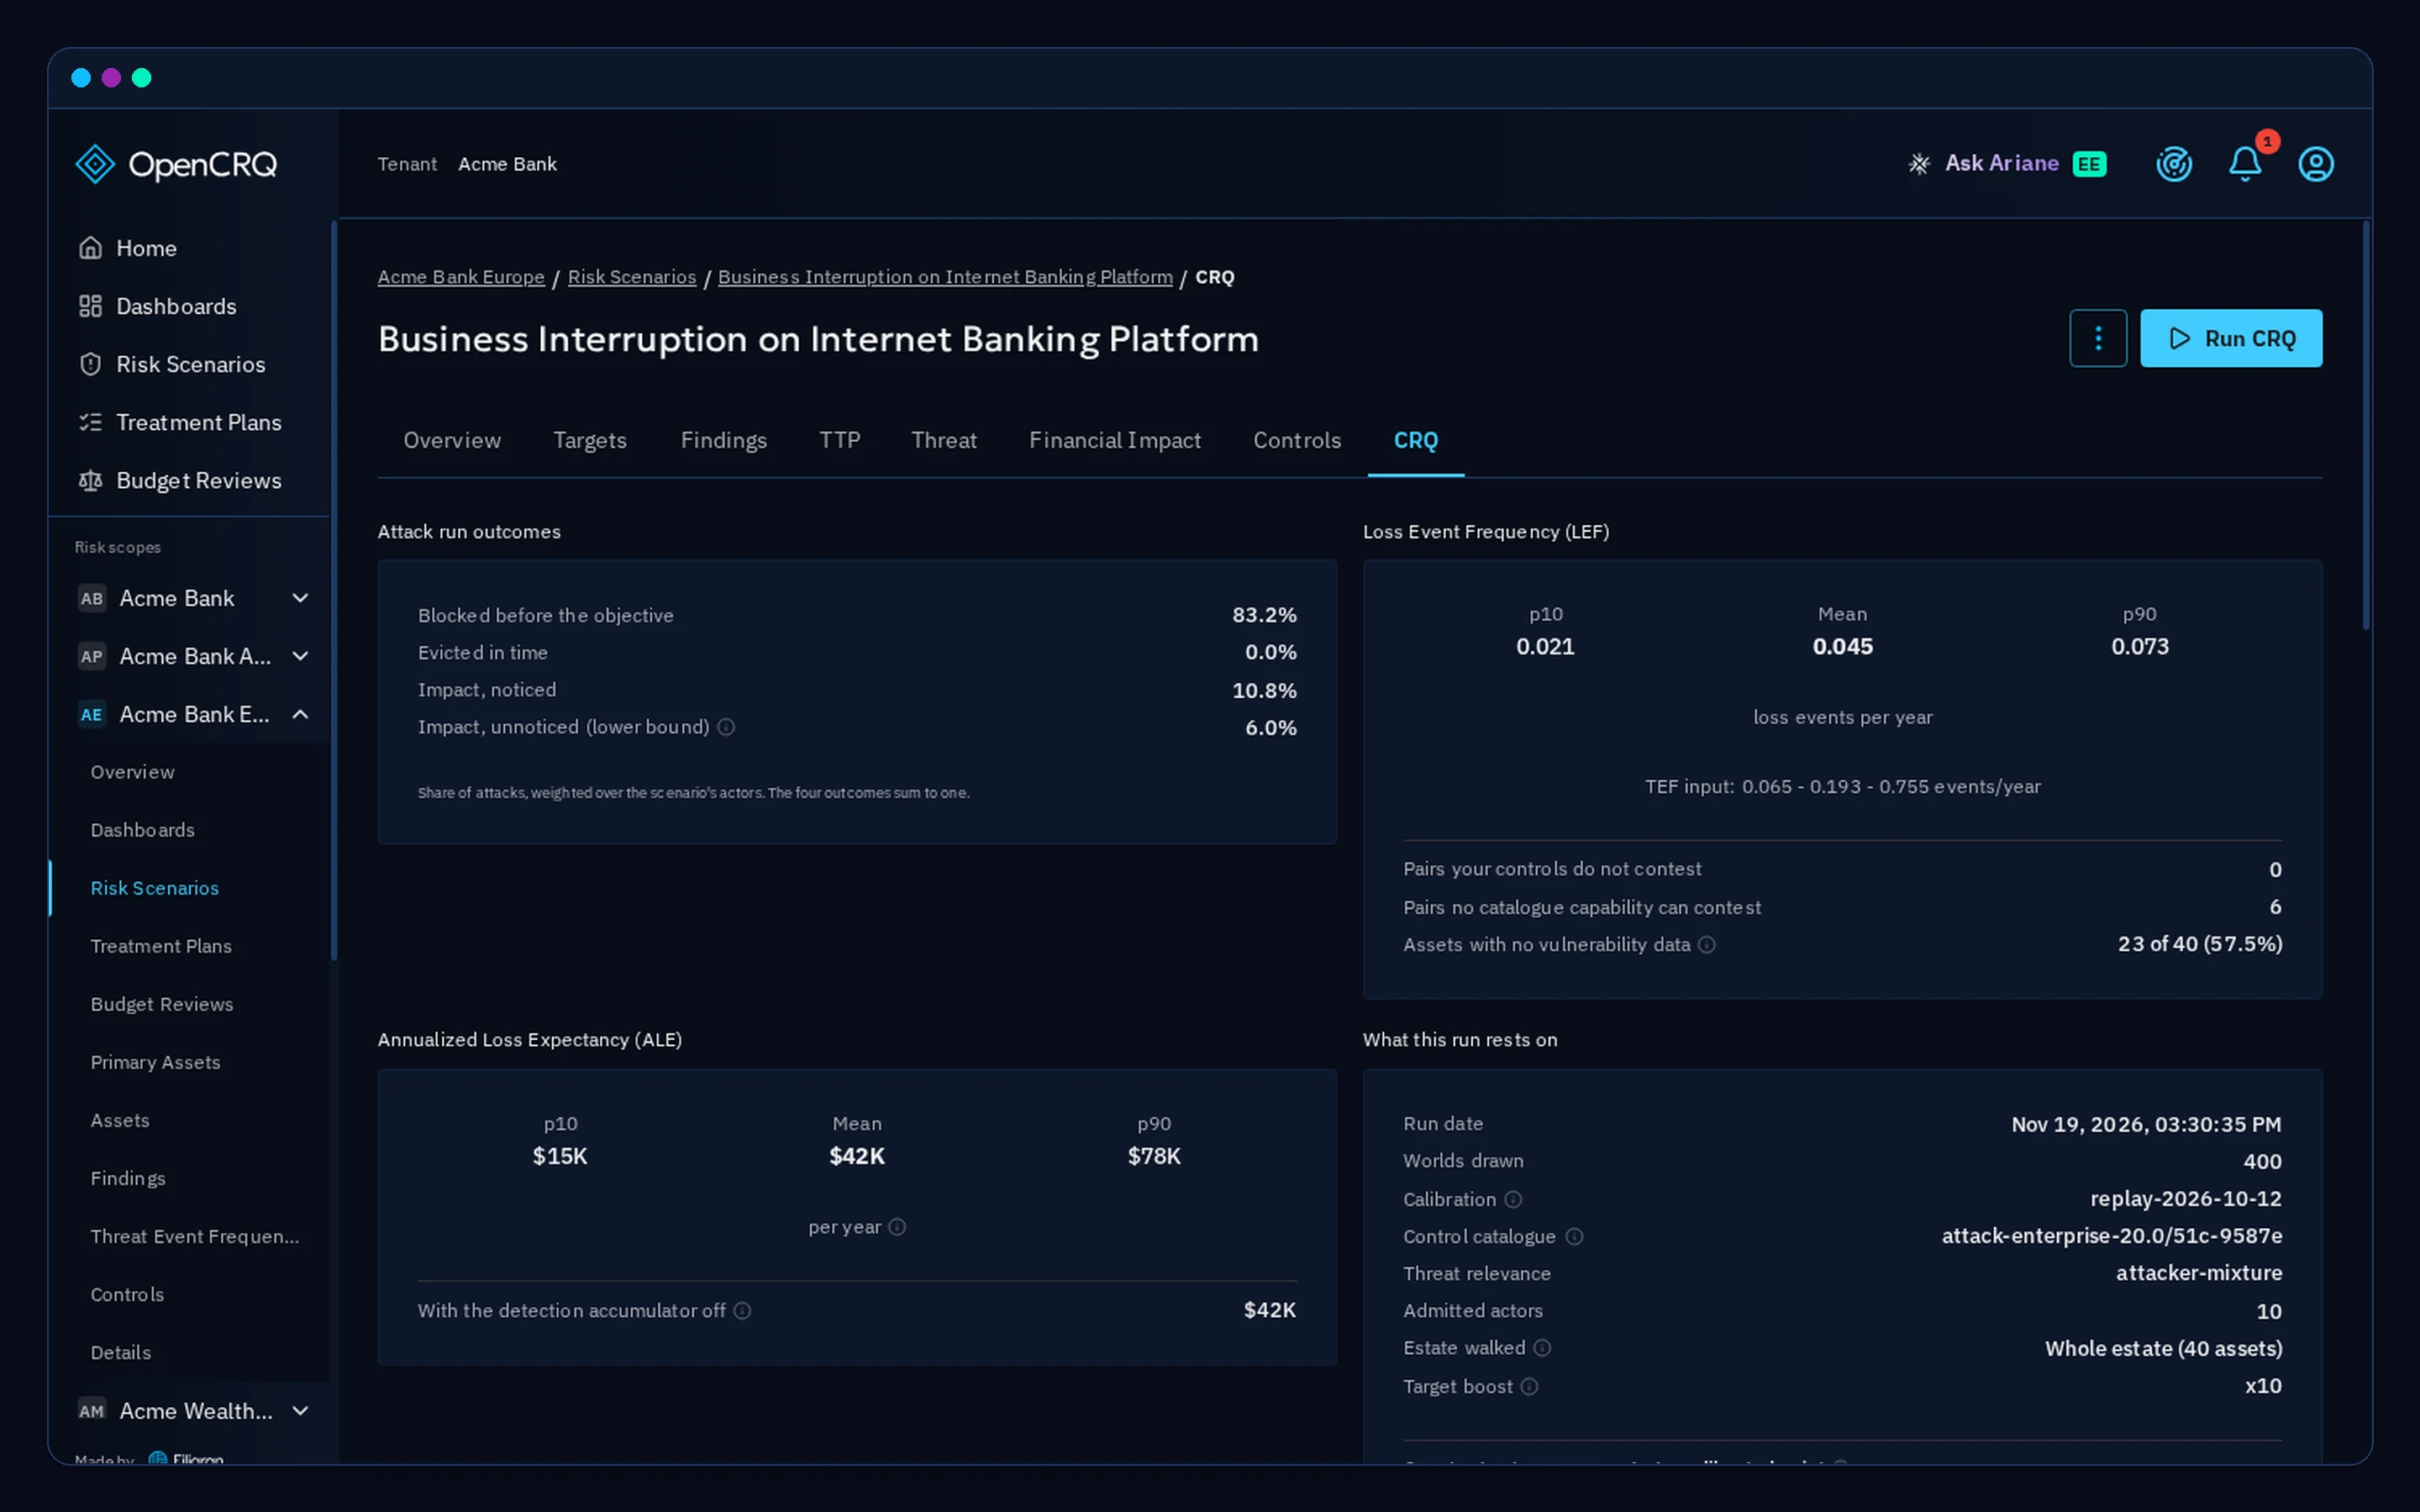 OpenCRQ
Tenant Acme Bank
Ask Ariane EE
1
Home
Dashboards
Risk Scenarios
Treatment Plans
Budget Reviews
Risk scopes
AB Acme Bank
AP Acme Bank A...
AE Acme Bank E...
Overview
Dashboards
Risk Scenarios
Treatment Plans
Budget Reviews
Primary Assets
Assets
Findings
Threat Event Frequen...
Controls
Details
AM Acme Wealth...
Made by Filigran
Acme Bank Europe / Risk Scenarios / Business Interruption on Internet Banking Platform / CRQ
Business Interruption on Internet Banking Platform
Run CRQ
Overview Targets Findings TTP Threat Financial Impact Controls CRQ
Attack run outcomes
Blocked before the objective 83.2%
Evicted in time 0.0%
Impact, noticed 10.8%
Impact, unnoticed (lower bound) 6.0%
Share of attacks, weighted over the scenario's actors. The four outcomes sum to one.
Loss Event Frequency (LEF)
p10 Mean p90
0.021 0.045 0.073
loss events per year
TEF input: 0.065 - 0.193 - 0.755 events/year
Pairs your controls do not contest 0
Pairs no catalogue capability can contest 6
Assets with no vulnerability data 23 of 40 (57.5%)
Annualized Loss Expectancy (ALE)
p10 Mean p90
$15K $42K $78K
per year
With the detection accumulator off $42K
What this run rests on
Run date Nov 19, 2026, 03:30:35 PM
Worlds drawn 400
Calibration replay-2026-10-12
Control catalogue attack-enterprise-20.0/51c-9587e
Threat relevance attacker-mixture
Admitted actors 10
Estate walked Whole estate (40 assets)
Target boost x10